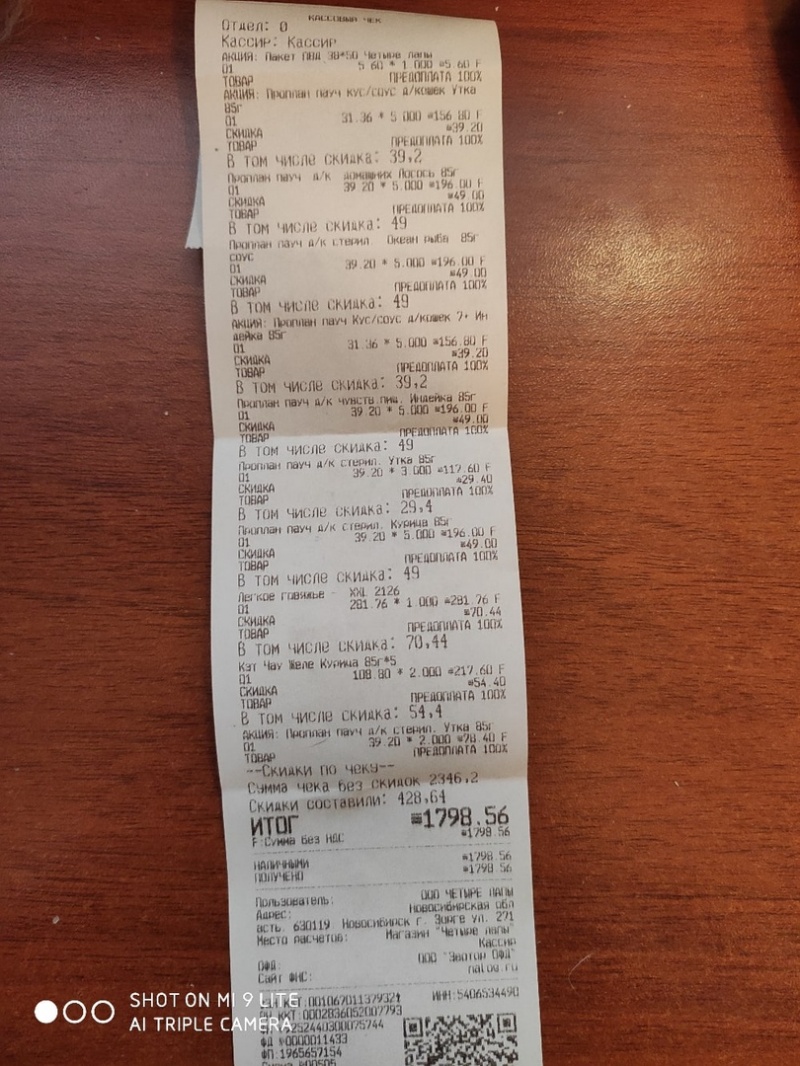 КАССОВЫЙ ЧЕК
Отдел: 0
Кассир: Кассир
АКЦИЯ: Пакет ПВД 38*50 Четыре лапы
01 5.60 * 1.000 =5.60 F
ТОВАР ПРЕДОПЛАТА 100%
АКЦИЯ: Проплан пауч кус/соус д/кошек Утка
85г
01 31.36 * 5.000 =156.80 F
СКИДКА =39.20
ТОВАР ПРЕДОПЛАТА 100%
В том числе скидка: 39,2
Проплан пауч д/к домашних Лосось 85г
01 39.20 * 5.000 =196.00 F
СКИДКА =49.00
ТОВАР ПРЕДОПЛАТА 100%
В том числе скидка: 49
Проплан пауч д/к стерил. Океан рыба 85г
соус
01 39.20 * 5.000 =196.00 F
СКИДКА =49.00
ТОВАР ПРЕДОПЛАТА 100%
В том числе скидка: 49
АКЦИЯ: Проплан пауч Кус/соус д/кошек 7+ Ин
дейка 85г
01 31.36 * 5.000 =156.80 F
СКИДКА =39.20
ТОВАР ПРЕДОПЛАТА 100%
В том числе скидка: 39,2
Проплан пауч д/к чувств.пищ. Индейка 85г
01 39.20 * 5.000 =196.00 F
СКИДКА =49.00
ТОВАР ПРЕДОПЛАТА 100%
В том числе скидка: 49
Проплан пауч д/к стерил. Утка 85г
01 39.20 * 3.000 =117.60 F
СКИДКА =29.40
ТОВАР ПРЕДОПЛАТА 100%
В том числе скидка: 29,4
Проплан пауч д/к стерил. Курица 85г
01 39.20 * 5.000 =196.00 F
СКИДКА =49.00
ТОВАР ПРЕДОПЛАТА 100%
В том числе скидка: 49
Легкое говяжье - XXL 2126
01 281.76 * 1.000 =281.76 F
СКИДКА =70.44
ТОВАР ПРЕДОПЛАТА 100%
В том числе скидка: 70,44
Кэт Чау Желе Курица 85г*5
01 108.80 * 2.000 =217.60 F
СКИДКА =54.40
ТОВАР ПРЕДОПЛАТА 100%
В том числе скидка: 54,4
АКЦИЯ: Проплан пауч д/к стерил. Утка 85г
01 39.20 * 2.000 =78.40 F
ТОВАР ПРЕДОПЛАТА 100%
--Скидки по чеку--
Сумма чека без скидок 2346,2
Скидки составили: 428,64
ИТОГ =1798.56
F:Сумма без НДС =1798.56
НАЛИЧНЫМИ =1798.56
ПОЛУЧЕНО =1798.56
Пользователь: ООО ЧЕТЫРЕ ЛАПЫ
Адрес: Новосибирская обл
асть. 630119 Новосибирск г. Зорге ул. 271
Место расчетов: Магазин "Четыре лапы"
Кассир
ОФД: ООО "Эвотор ОФД"
Сайт ФНС: nalog.ru
ККТ:00106701137932 ИНН:5406534490
РН ККТ:0002836052007793
5252440300075744
ФД №0000011433
ФП:1965657154
SHOT ON MI 9 LITE
AI TRIPLE CAMERA